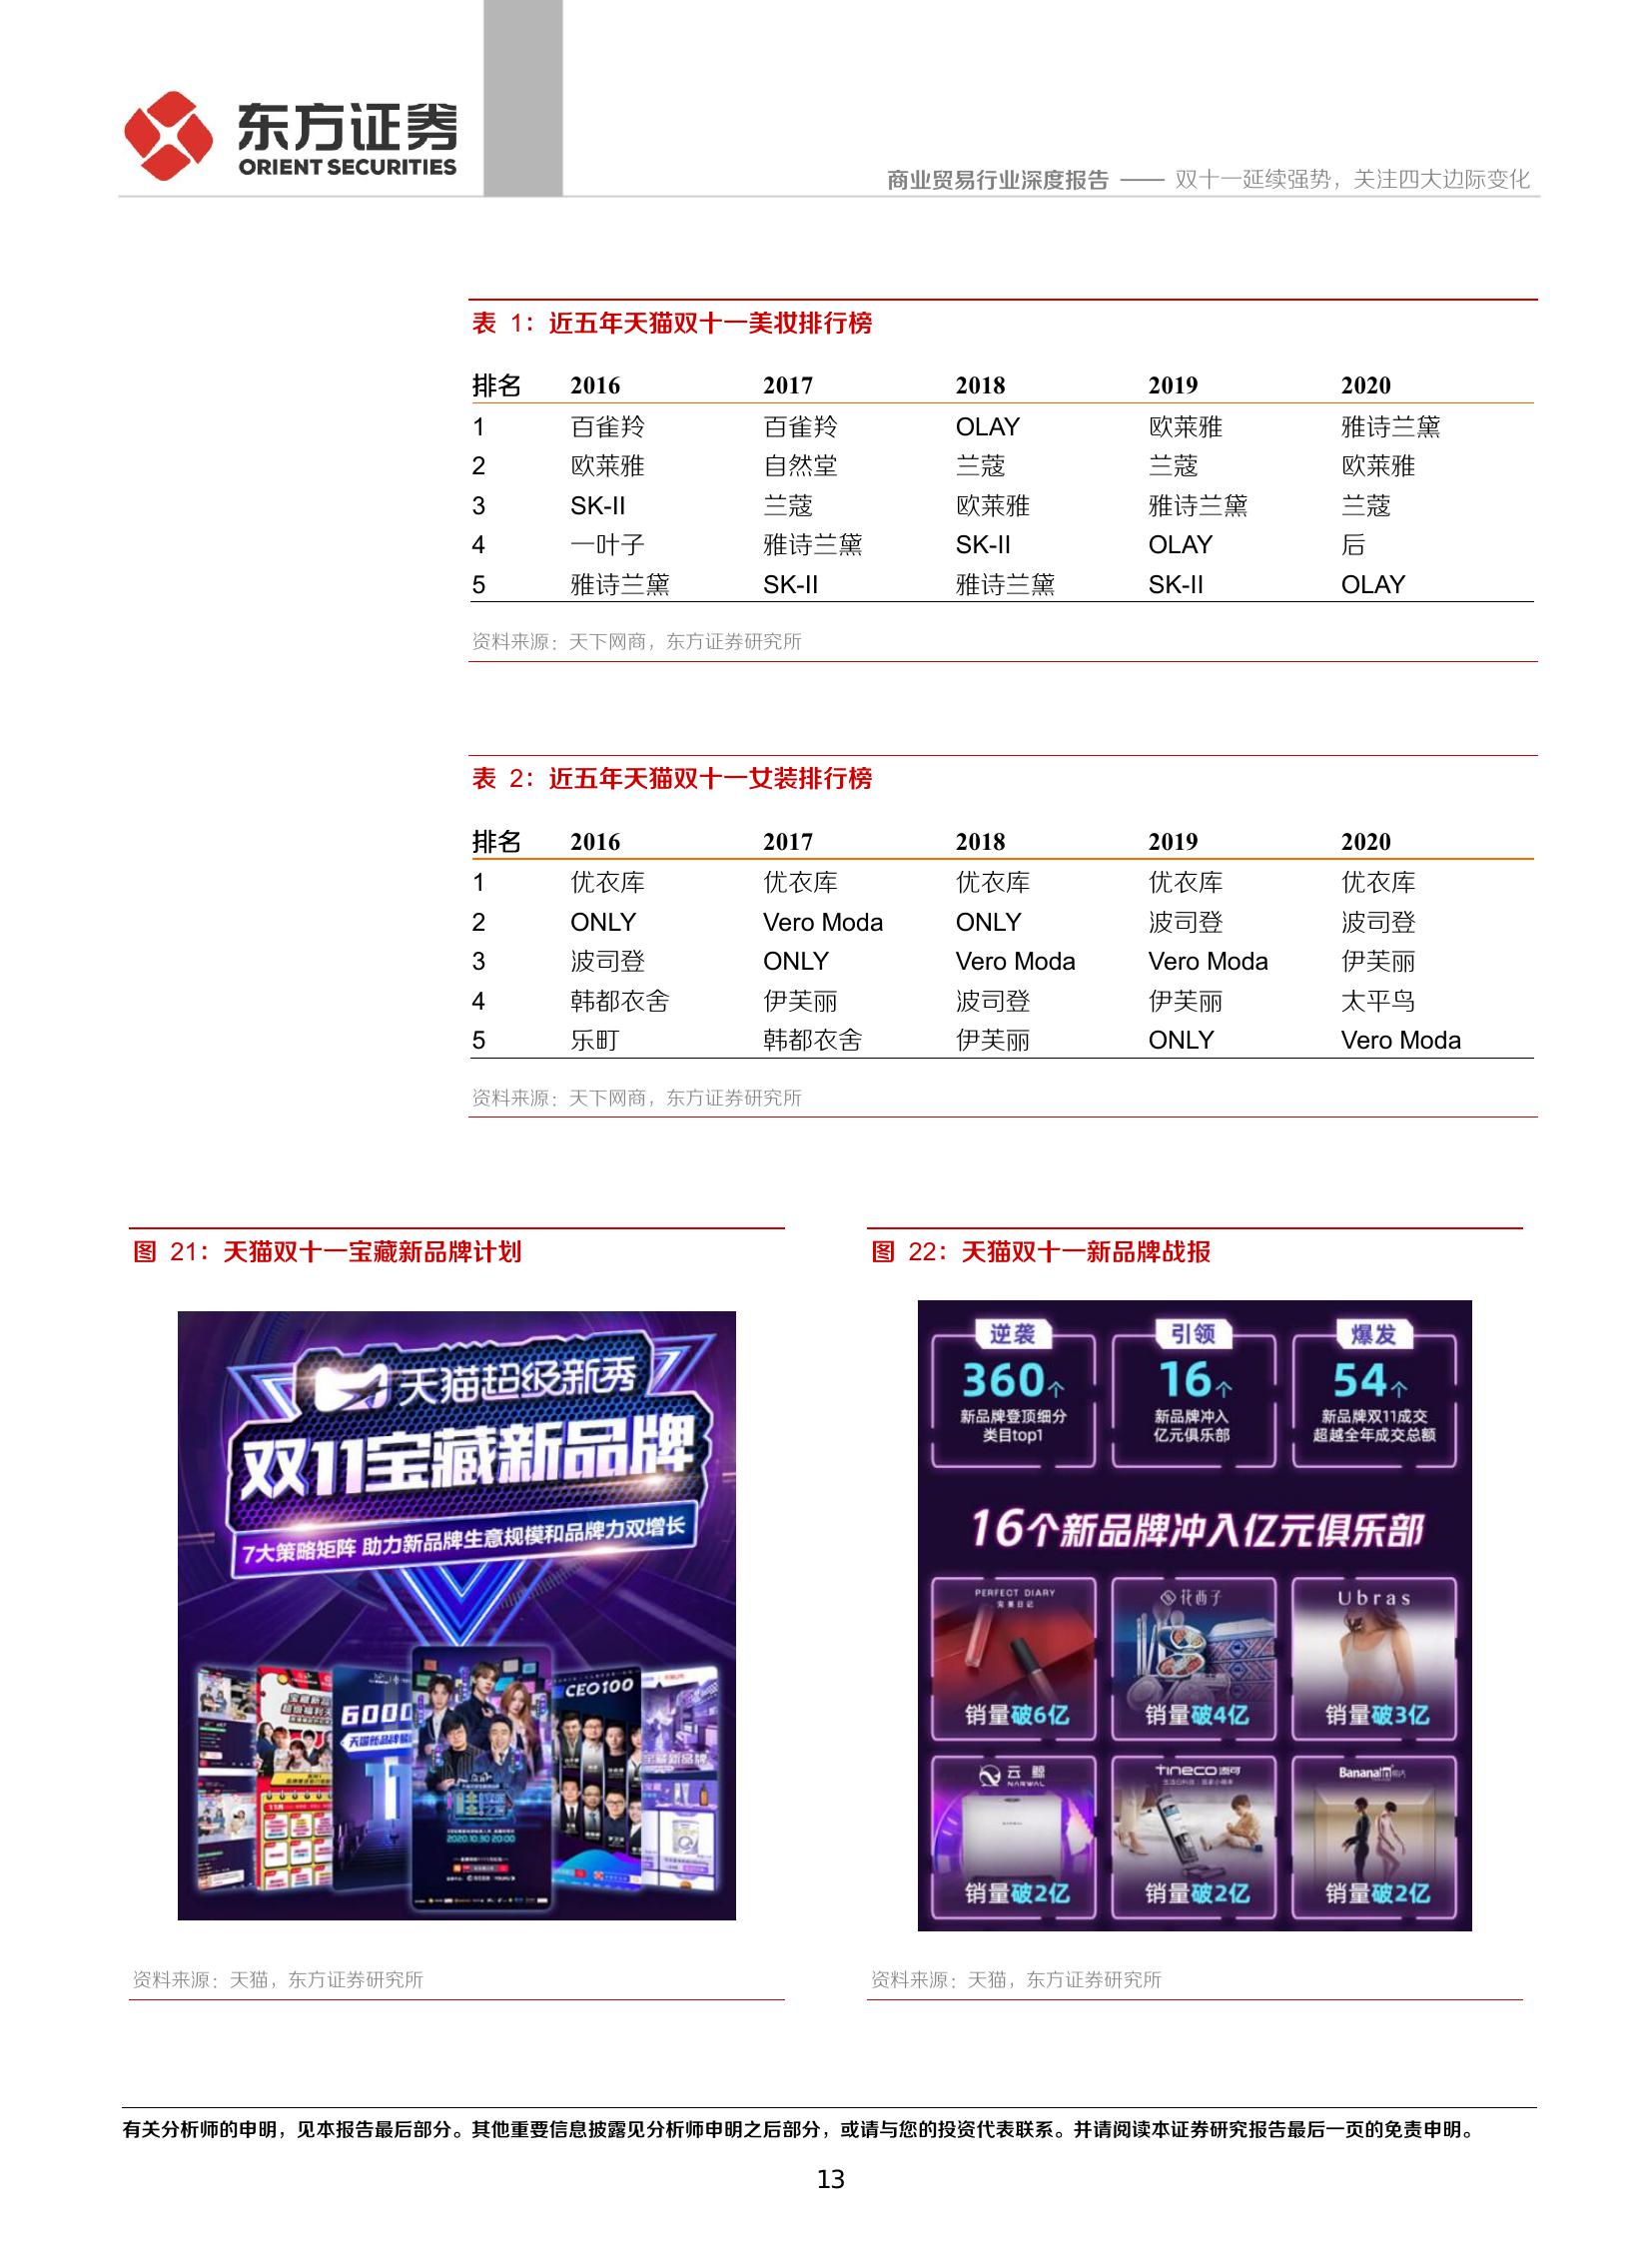 东方证券
ORIENT SECURITIES
商业贸易行业深度报告 —— 双十一延续强势，关注四大边际变化
表 1：近五年天猫双十一美妆排行榜
排名 2016 2017 2018 2019 2020
1 百雀羚 百雀羚 OLAY 欧莱雅 雅诗兰黛
2 欧莱雅 自然堂 兰蔻 兰蔻 欧莱雅
3 SK-II 兰蔻 欧莱雅 雅诗兰黛 兰蔻
4 一叶子 雅诗兰黛 SK-II OLAY 后
5 雅诗兰黛 SK-II 雅诗兰黛 SK-II OLAY
资料来源：天下网商，东方证券研究所
表 2：近五年天猫双十一女装排行榜
排名 2016 2017 2018 2019 2020
1 优衣库 优衣库 优衣库 优衣库 优衣库
2 ONLY Vero Moda ONLY 波司登 波司登
3 波司登 ONLY Vero Moda Vero Moda 伊芙丽
4 韩都衣舍 伊芙丽 波司登 伊芙丽 太平鸟
5 乐町 韩都衣舍 伊芙丽 ONLY Vero Moda
资料来源：天下网商，东方证券研究所
图 21：天猫双十一宝藏新品牌计划
天猫超级新秀
双11宝藏新品牌
7大策略矩阵 助力新品牌生意规模和品牌力双增长
6000
11
CEO100
宝藏新品牌
2020.10.30 20:00
资料来源：天猫，东方证券研究所
图 22：天猫双十一新品牌战报
逆袭 引领 爆发
360个 16个 54个
新品牌登顶细分 新品牌冲入 新品牌双11成交
类目top1 亿元俱乐部 超越全年成交总额
16个新品牌冲入亿元俱乐部
PERFECT DIARY 花西子 Ubras
完美日记
销量破6亿 销量破4亿 销量破3亿
云鲸 tineco添可 Bananain蕉内
NARWAL
销量破2亿 销量破2亿 销量破2亿
资料来源：天猫，东方证券研究所
有关分析师的申明，见本报告最后部分。其他重要信息披露见分析师申明之后部分，或请与您的投资代表联系。并请阅读本证券研究报告最后一页的免责申明。
13